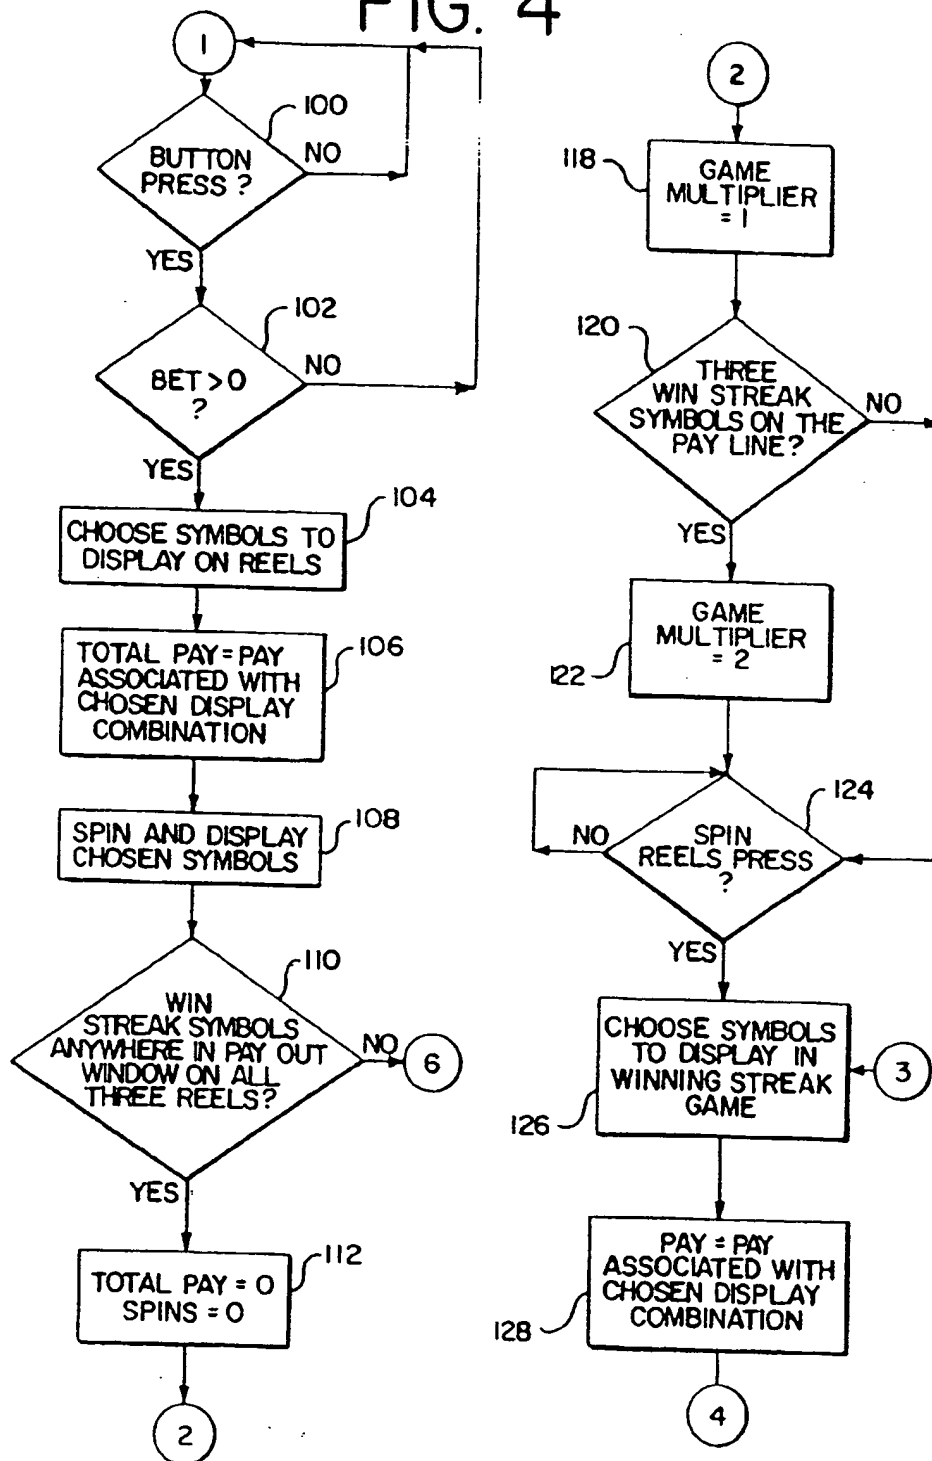 FIG. 4
1
100
BUTTON
PRESS ?
NO
YES
102
BET > 0
?
NO
YES
104
CHOOSE SYMBOLS TO
DISPLAY ON REELS
106
TOTAL PAY = PAY
ASSOCIATED WITH
CHOSEN DISPLAY
COMBINATION
108
SPIN AND DISPLAY
CHOSEN SYMBOLS
110
WIN
STREAK SYMBOLS
ANYWHERE IN PAY OUT
WINDOW ON ALL
THREE REELS?
NO
6
YES
112
TOTAL PAY = 0
SPINS = 0
2
2
118
GAME
MULTIPLIER
= 1
120
THREE
WIN STREAK
SYMBOLS ON THE
PAY LINE?
NO
YES
GAME
MULTIPLIER
= 2
122
124
SPIN
REELS PRESS
?
NO
YES
CHOOSE SYMBOLS
TO DISPLAY IN
WINNING STREAK
GAME
3
126
PAY = PAY
ASSOCIATED WITH
CHOSEN DISPLAY
COMBINATION
128
4